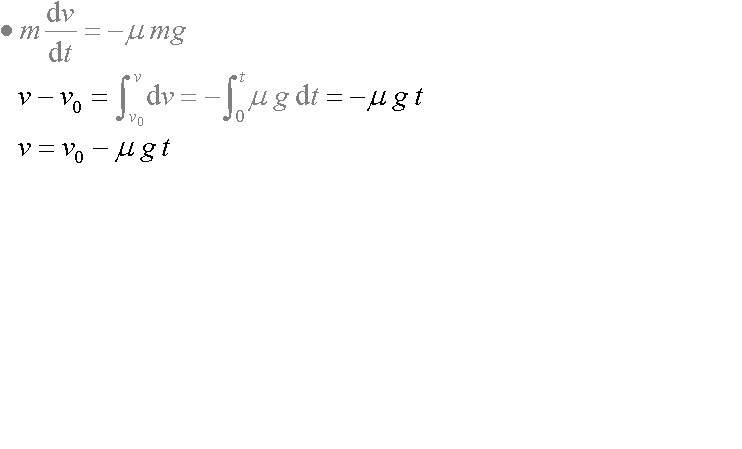 • m dv/dt = −μ mg
v − v₀ = ∫_{v₀}^{v} dv = −∫_{0}^{t} μ g dt = −μ g t
v = v₀ − μ g t